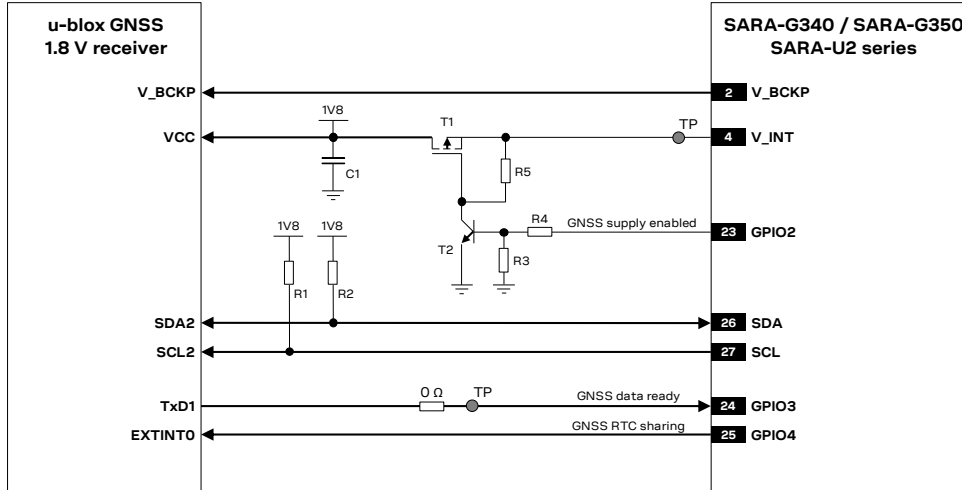 u-blox GNSS
1.8 V receiver
SARA-G340 / SARA-G350
SARA-U2 series
V_BCKP
2 V_BCKP
1V8
T1
TP
VCC
4 V_INT
C1
R5
R4
GNSS supply enabled
23 GPIO2
1V8
1V8
T2
R3
R1
R2
SDA2
26 SDA
SCL2
27 SCL
0 Ω
TP
GNSS data ready
TxD1
24 GPIO3
GNSS RTC sharing
EXTINT0
25 GPIO4